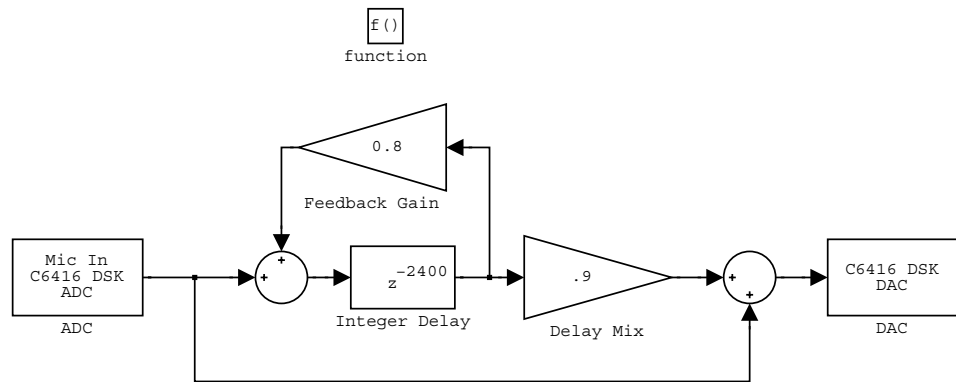 f()
function
0.8
Feedback Gain
Mic In
C6416 DSK
ADC
ADC
+
+
z^-2400
Integer Delay
.9
Delay Mix
+
+
C6416 DSK
DAC
DAC